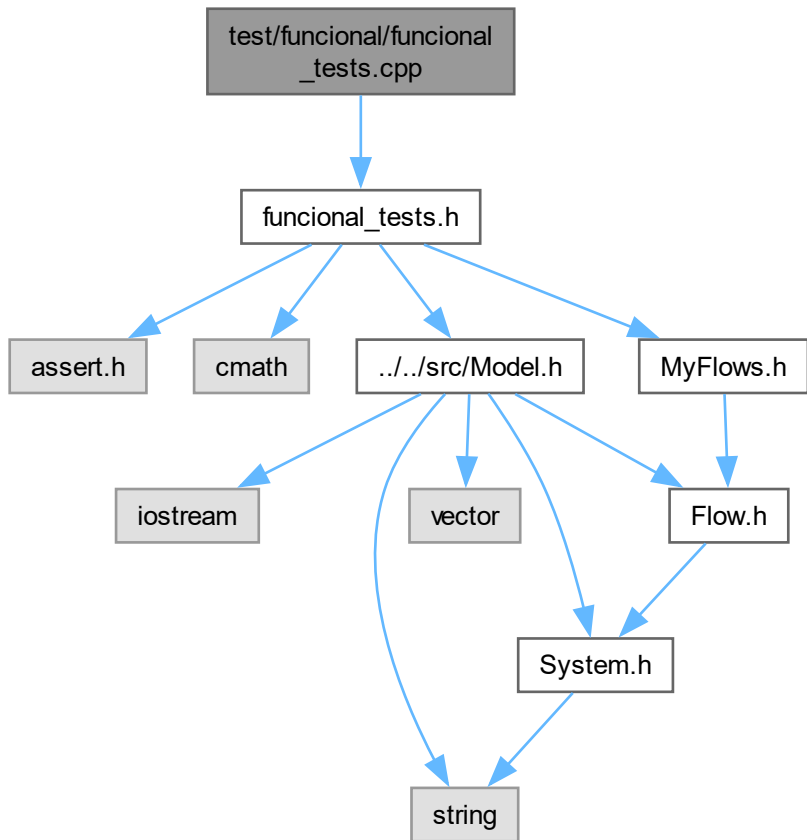 test/funcional/funcional
_tests.cpp
funcional_tests.h
assert.h
cmath
../../src/Model.h
MyFlows.h
iostream
vector
Flow.h
System.h
string